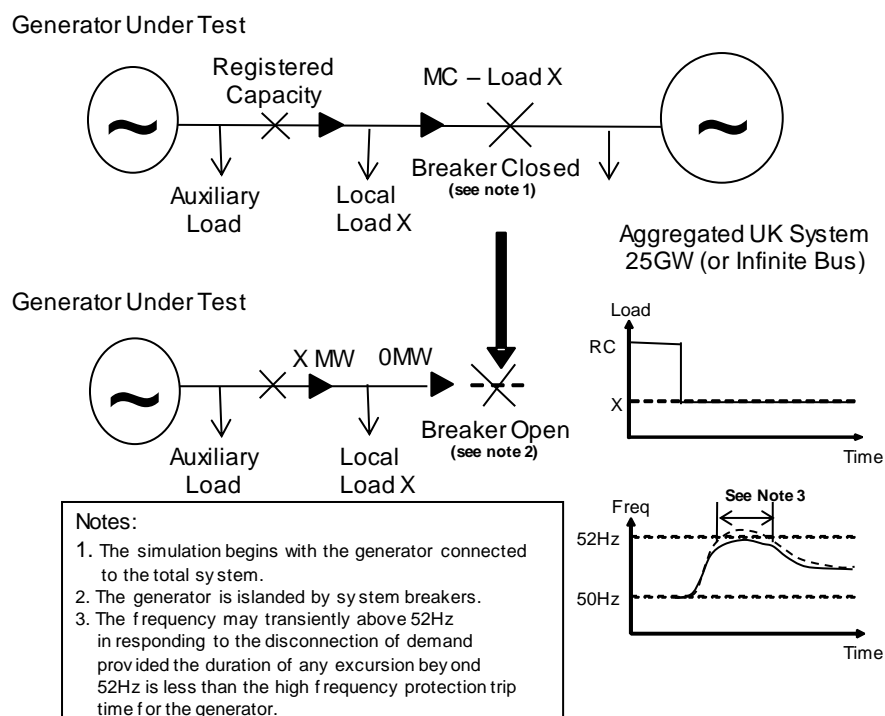 Generator Under Test
Registered
Capacity
MC – Load X
~
~
Auxiliary
Load
Local
Load X
Breaker Closed
(see note 1)
Aggregated UK System
25GW (or Infinite Bus)
Generator Under Test
~
X MW
0MW
Auxiliary
Load
Local
Load X
Breaker Open
(see note 2)
Load
RC
X
Time
Freq
See Note 3
52Hz
50Hz
Time
Notes:
1. The simulation begins with the generator connected
to the total system.
2. The generator is islanded by system breakers.
3. The frequency may transiently above 52Hz
in responding to the disconnection of demand
provided the duration of any excursion beyond
52Hz is less than the high frequency protection trip
time for the generator.